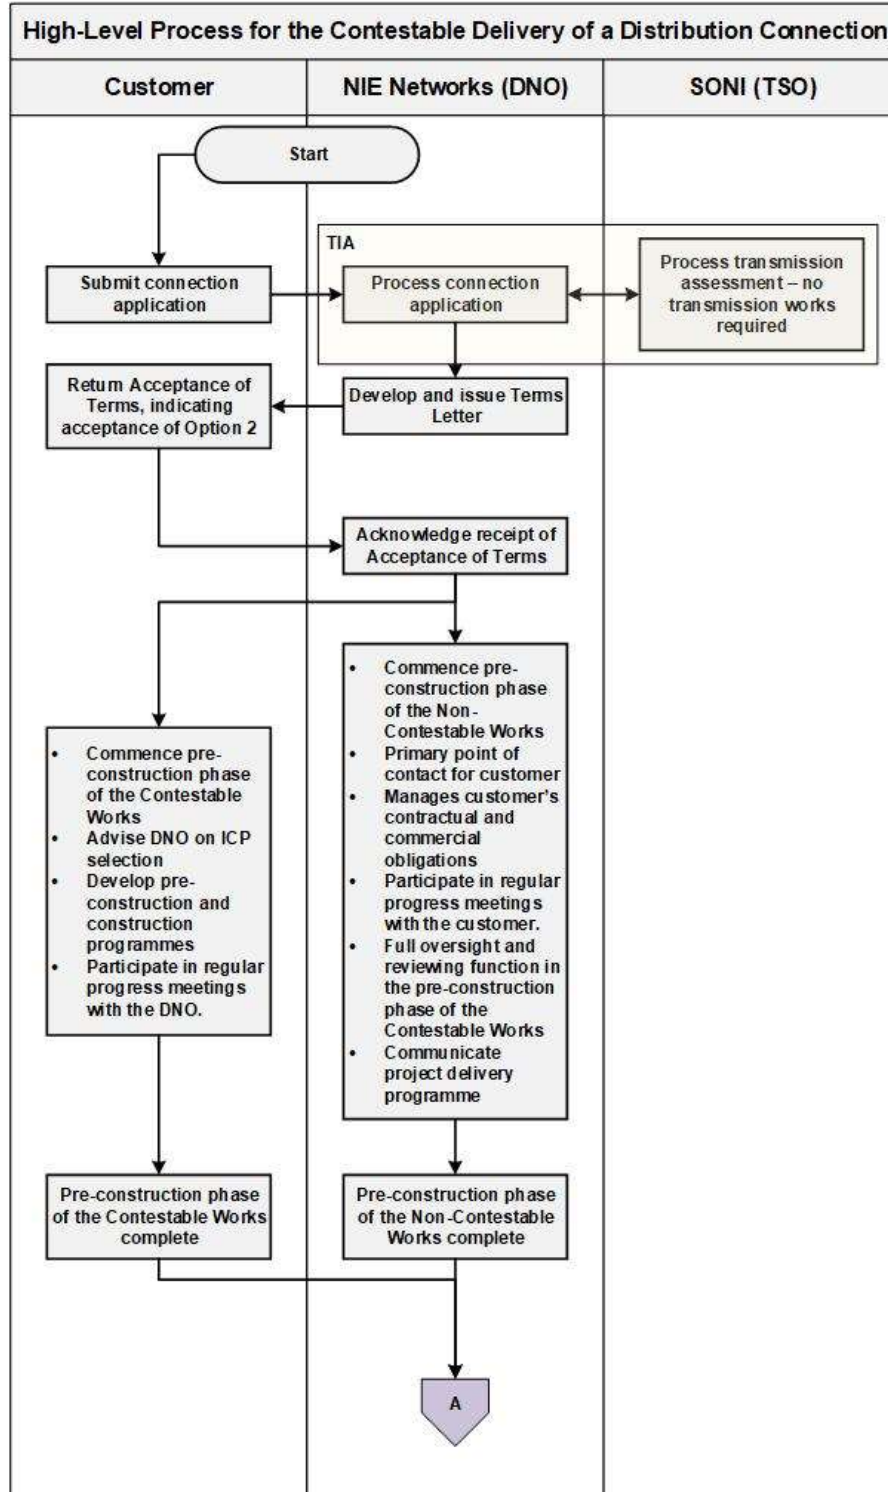 High-Level Process for the Contestable Delivery of a Distribution Connection
Customer
NIE Networks (DNO)
SONI (TSO)
Start
TIA
Submit connection
application
Process connection
application
Process transmission
assessment – no
transmission works
required
Return Acceptance of
Terms, indicating
acceptance of Option 2
Develop and issue Terms
Letter
Acknowledge receipt of
Acceptance of Terms
• Commence pre-
construction phase
of the Contestable
Works
• Advise DNO on ICP
selection
• Develop pre-
construction and
construction
programmes
• Participate in regular
progress meetings
with the DNO.
• Commence pre-
construction phase
of the Non-
Contestable Works
• Primary point of
contact for customer
• Manages customer's
contractual and
commercial
obligations
• Participate in regular
progress meetings
with the customer.
• Full oversight and
reviewing function in
the pre-construction
phase of the
Contestable Works
• Communicate
project delivery
programme
Pre-construction phase
of the Contestable Works
complete
Pre-construction phase
of the Non-Contestable
Works complete
A